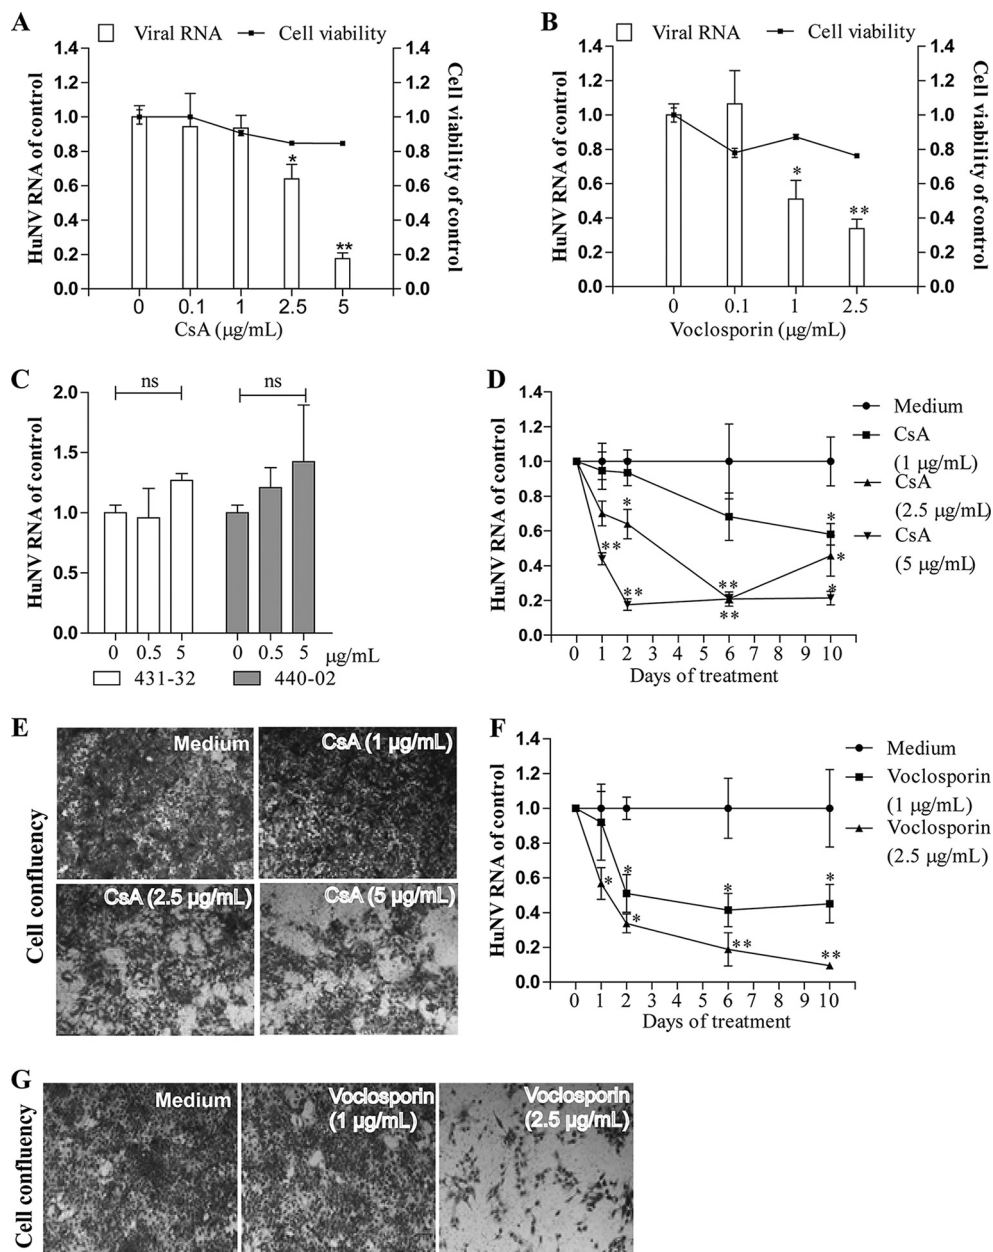 A
Viral RNA
Cell viability
HuNV RNA of control
1.4
1.2
1.0
0.8
0.6
0.4
0.2
0.0
1.4
1.2
1.0
0.8
0.6
0.4
0.2
0.0
Cell viability of control
*
**
0
0.1
1
2.5
5
CsA (μg/mL)
B
Viral RNA
Cell viability
HuNV RNA of control
1.4
1.2
1.0
0.8
0.6
0.4
0.2
0.0
1.4
1.2
1.0
0.8
0.6
0.4
0.2
0.0
Cell viability of control
*
**
0
0.1
1
2.5
Voclosporin (μg/mL)
C
ns
ns
HuNV RNA of control
2.0
1.5
1.0
0.5
0.0
0
0.5
5
0
0.5
5
μg/mL
431-32
440-02
D
HuNV RNA of control
1.4
1.2
1.0
0.8
0.6
0.4
0.2
0.0
*
**
**
**
**
*
*
*
0 1 2 3 4 5 6 7 8 9 10
Days of treatment
Medium
CsA
(1 μg/mL)
CsA
(2.5 μg/mL)
CsA
(5 μg/mL)
E
Cell confluency
Medium
CsA (1 μg/mL)
CsA (2.5 μg/mL)
CsA (5 μg/mL)
F
HuNV RNA of control
1.4
1.2
1.0
0.8
0.6
0.4
0.2
0.0
*
*
*
*
**
*
**
0 1 2 3 4 5 6 7 8 9 10
Days of treatment
Medium
Voclosporin
(1 μg/mL)
Voclosporin
(2.5 μg/mL)
G
Cell confluency
Medium
Voclosporin
(1 μg/mL)
Voclosporin
(2.5 μg/mL)